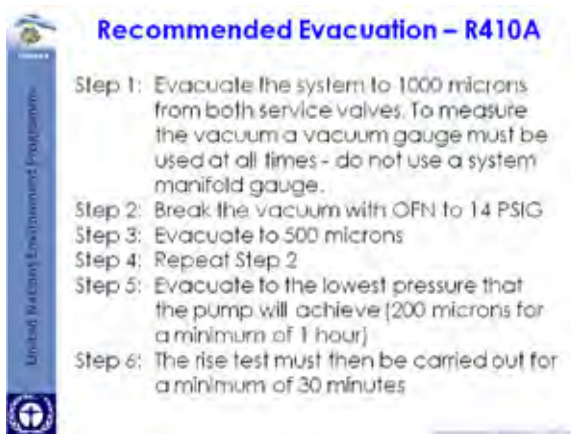 Recommended Evacuation – R410A
Step 1: Evacuate the system to 1000 microns
from both service valves. To measure
the vacuum a vacuum gauge must be
used at all times - do not use a system
manifold gauge.
Step 2: Break the vacuum with OFN to 14 PSIG
Step 3: Evacuate to 500 microns
Step 4: Repeat Step 2
Step 5: Evacuate to the lowest pressure that
the pump will achieve (200 microns for
a minimum of 1 hour)
Step 6: The rise test must then be carried out for
a minimum of 30 minutes
United Nations Environment Programme